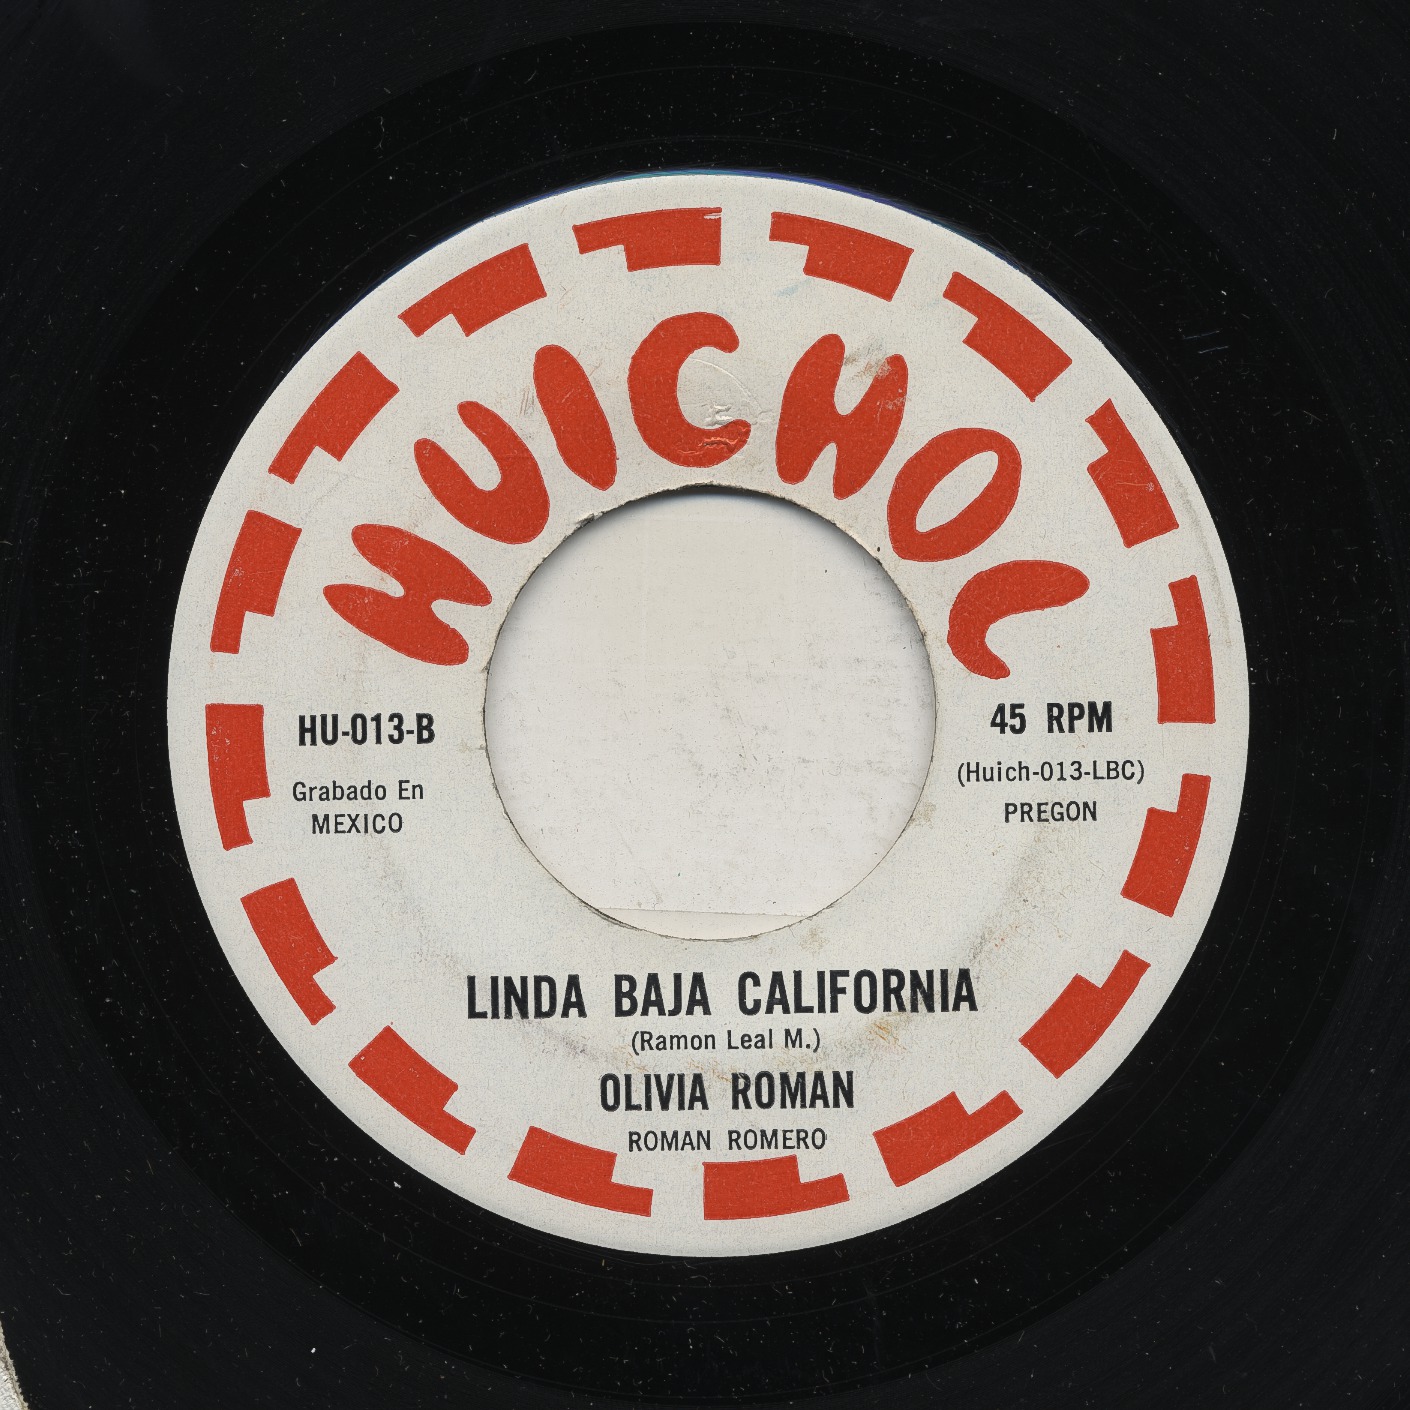 HUICHOL
HU-013-B
Grabado En
MEXICO
45 RPM
(Huich-013-LBC)
PREGON
LINDA BAJA CALIFORNIA
(Ramon Leal M.)
OLIVIA ROMAN
ROMAN ROMERO